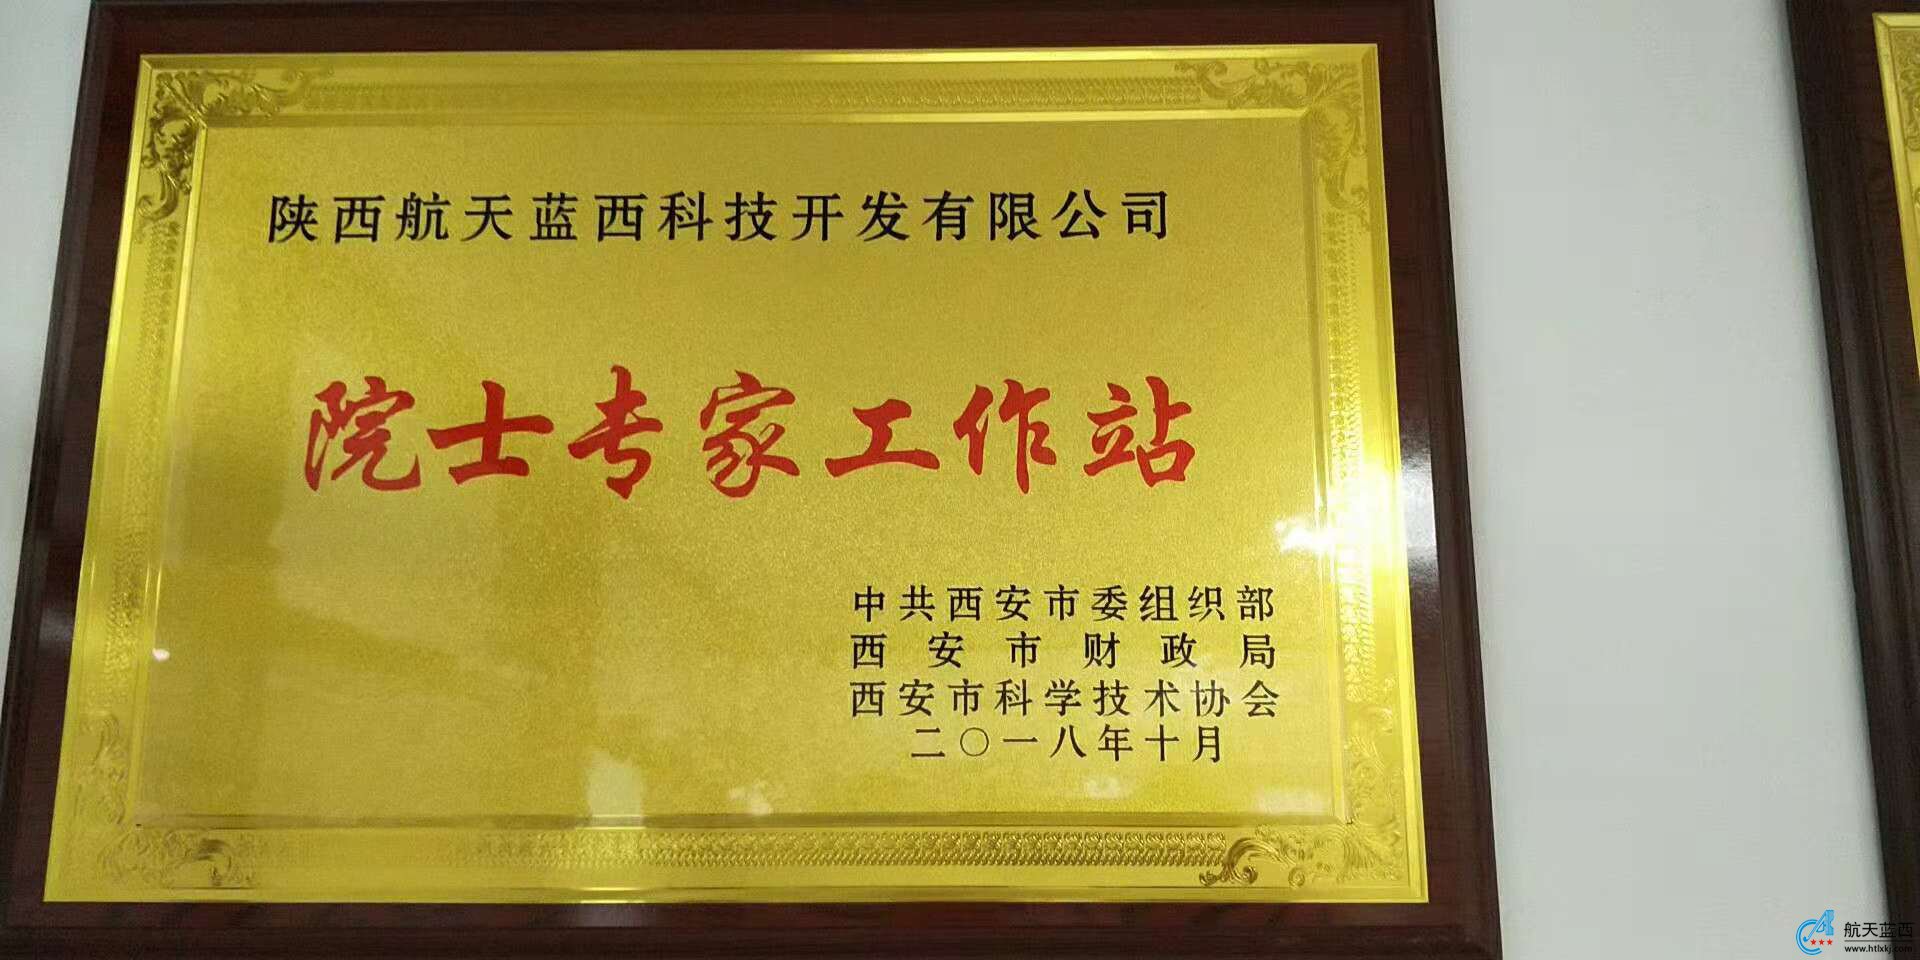 陕西航天蓝西科技开发有限公司
院士专家工作站
中共西安市委组织部
西安市财政局
西安市科学技术协会
二〇一八年十月
航天蓝西
www.htlxkj.com